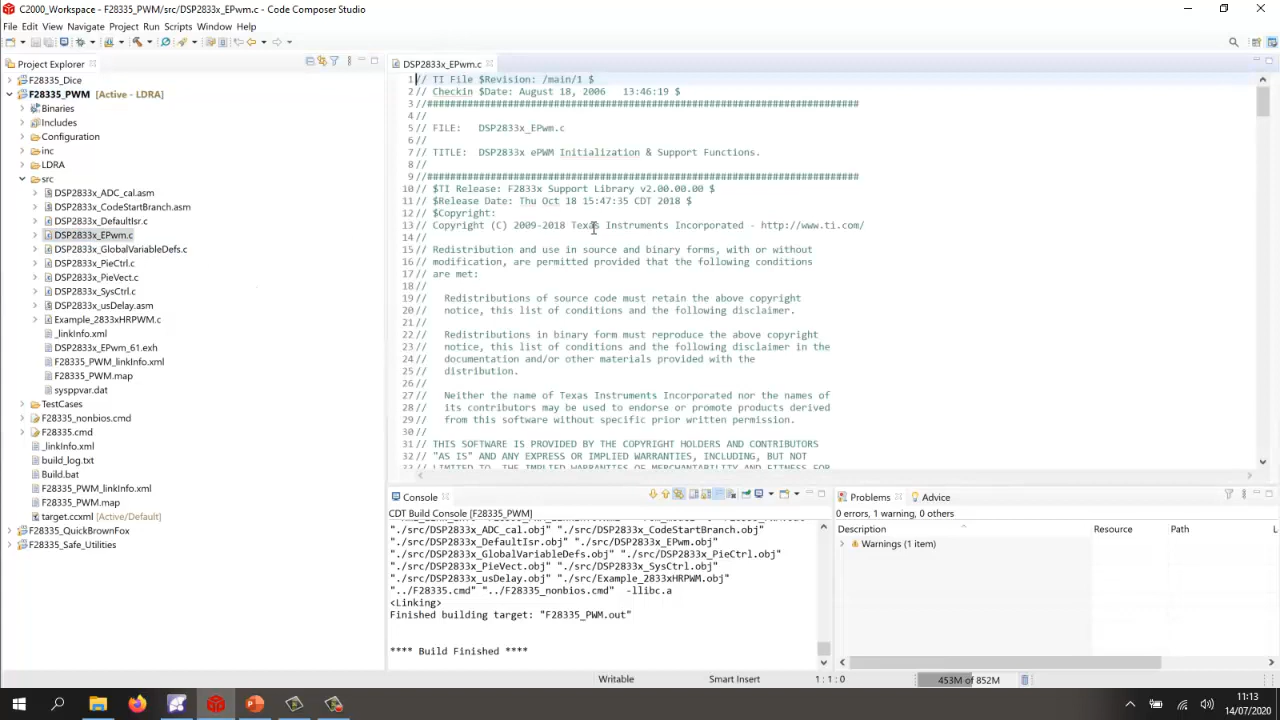 C2000_Workspace - F28335_PWM/src/DSP2833x_EPwm.c - Code Composer Studio
File Edit View Navigate Project Run Scripts Window Help
Project Explorer
F28335_Dice
F28335_PWM [Active - LDRA]
Binaries
Includes
Configuration
inc
LDRA
src
DSP2833x_ADC_cal.asm
DSP2833x_CodeStartBranch.asm
DSP2833x_DefaultIsr.c
DSP2833x_EPwm.c
DSP2833x_GlobalVariableDefs.c
DSP2833x_PieCtrl.c
DSP2833x_PieVect.c
DSP2833x_SysCtrl.c
DSP2833x_usDelay.asm
Example_2833xHRPWM.c
_linkInfo.xml
DSP2833x_EPwm_61.exh
F28335_PWM_linkInfo.xml
F28335_PWM.map
sysppvar.dat
TestCases
F28335_nonbios.cmd
F28335.cmd
_linkInfo.xml
build_log.txt
Build.bat
F28335_PWM_linkInfo.xml
F28335_PWM.map
target.ccxml [Active/Default]
F28335_QuickBrownFox
F28335_Safe_Utilities
DSP2833x_EPwm.c
1 // TI File $Revision: /main/1 $
2 // Checkin $Date: August 18, 2006   13:46:19 $
3 //###########################################################################
4 //
5 // FILE:   DSP2833x_EPwm.c
6 //
7 // TITLE:  DSP2833x ePWM Initialization & Support Functions.
8 //
9 //###########################################################################
10 // $TI Release: F2833x Support Library v2.00.00.00 $
11 // $Release Date: Thu Oct 18 15:47:35 CDT 2018 $
12 // $Copyright:
13 // Copyright (C) 2009-2018 Texas Instruments Incorporated - http://www.ti.com/
14 //
15 // Redistribution and use in source and binary forms, with or without
16 // modification, are permitted provided that the following conditions
17 // are met:
18 //
19 //   Redistributions of source code must retain the above copyright
20 //   notice, this list of conditions and the following disclaimer.
21 //
22 //   Redistributions in binary form must reproduce the above copyright
23 //   notice, this list of conditions and the following disclaimer in the
24 //   documentation and/or other materials provided with the
25 //   distribution.
26 //
27 //   Neither the name of Texas Instruments Incorporated nor the names of
28 //   its contributors may be used to endorse or promote products derived
29 //   from this software without specific prior written permission.
30 //
31 // THIS SOFTWARE IS PROVIDED BY THE COPYRIGHT HOLDERS AND CONTRIBUTORS
32 // "AS IS" AND ANY EXPRESS OR IMPLIED WARRANTIES, INCLUDING, BUT NOT
33 // LIMITED TO, THE IMPLIED WARRANTIES OF MERCHANTABILITY AND FITNESS FOR
Console
CDT Build Console [F28335_PWM]
"./src/DSP2833x_ADC_cal.obj" "./src/DSP2833x_CodeStartBranch.obj"
"./src/DSP2833x_DefaultIsr.obj" "./src/DSP2833x_EPwm.obj"
"./src/DSP2833x_GlobalVariableDefs.obj" "./src/DSP2833x_PieCtrl.obj"
"./src/DSP2833x_PieVect.obj" "./src/DSP2833x_SysCtrl.obj"
"./src/DSP2833x_usDelay.obj" "./src/Example_2833xHRPWM.obj"
"../F28335.cmd" "../F28335_nonbios.cmd"  -llibc.a
<Linking>
Finished building target: "F28335_PWM.out"
**** Build Finished ****
Problems
Advice
0 errors, 1 warning, 0 others
Description Resource Path L
Warnings (1 item)
Writable Smart Insert 1 : 1 : 0 453M of 852M
11:13
14/07/2020